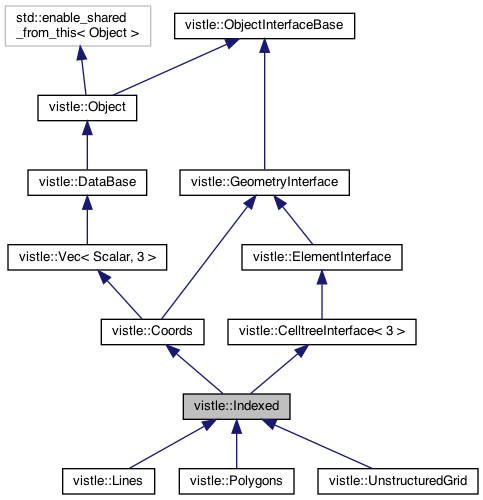 std::enable_shared
_from_this< Object >
vistle::ObjectInterfaceBase
vistle::Object
vistle::DataBase
vistle::GeometryInterface
vistle::Vec< Scalar, 3 >
vistle::ElementInterface
vistle::Coords
vistle::CelltreeInterface< 3 >
vistle::Indexed
vistle::Lines
vistle::Polygons
vistle::UnstructuredGrid